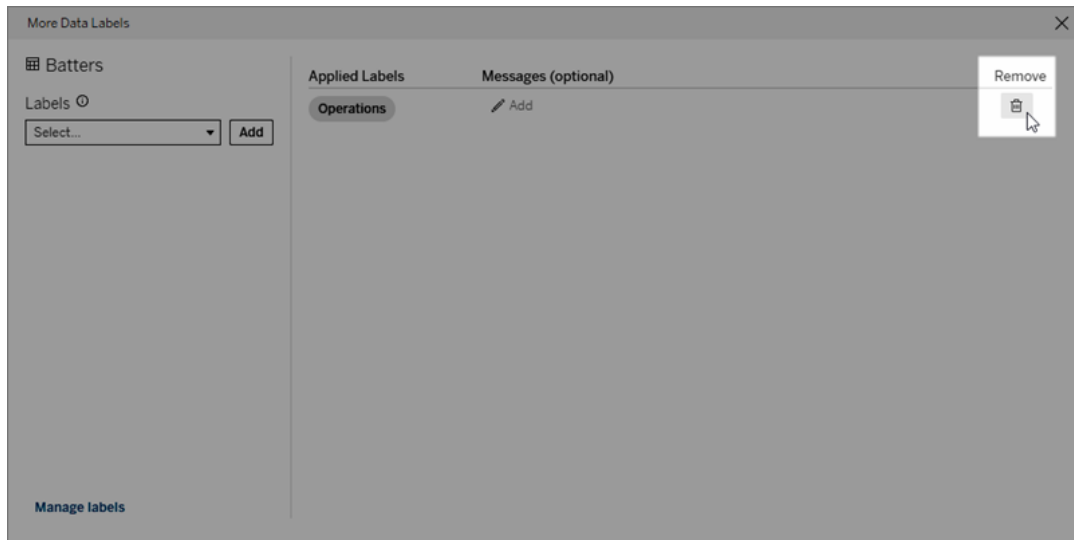 More Data Labels
Batters
Labels
Select...
Add
Manage labels
Applied Labels Messages (optional) Remove
Operations Add